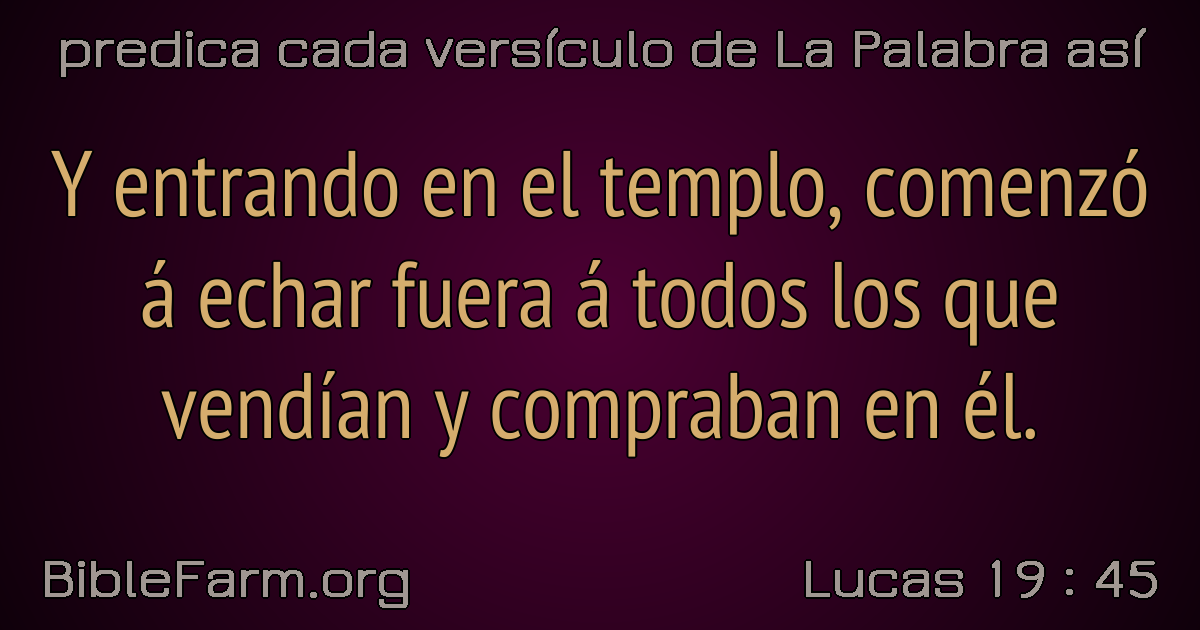 predica cada versículo de La Palabra así
Y entrando en el templo, comenzó
á echar fuera á todos los que
vendían y compraban en él.
BibleFarm.org
Lucas 19 : 45